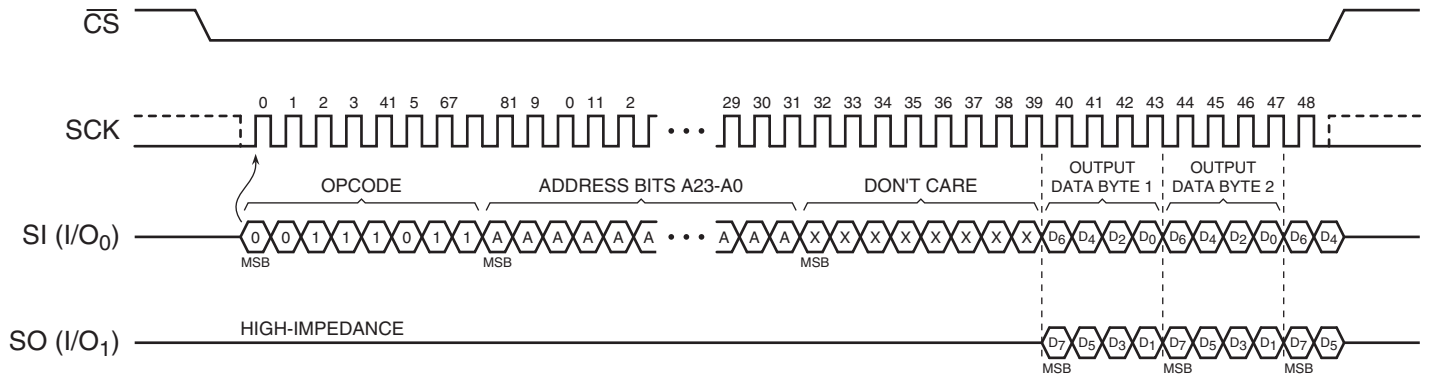 CS
SCK
0 1 2 3 41 5 67 81 9 0 11 2 29 30 31 32 33 34 35 36 37 38 39 40 41 42 43 44 45 46 47 48
OPCODE ADDRESS BITS A23-A0 DON'T CARE OUTPUT DATA BYTE 1 OUTPUT DATA BYTE 2
SI (I/O0) 0 0 1 1 1 0 1 1 A A A A A A A A A X X X X X X X X D6 D4 D2 D0 D6 D4 D2 D0 D6 D4
MSB MSB MSB
HIGH-IMPEDANCE
SO (I/O1) D7 D5 D3 D1 D7 D5 D3 D1 D7 D5
MSB MSB MSB